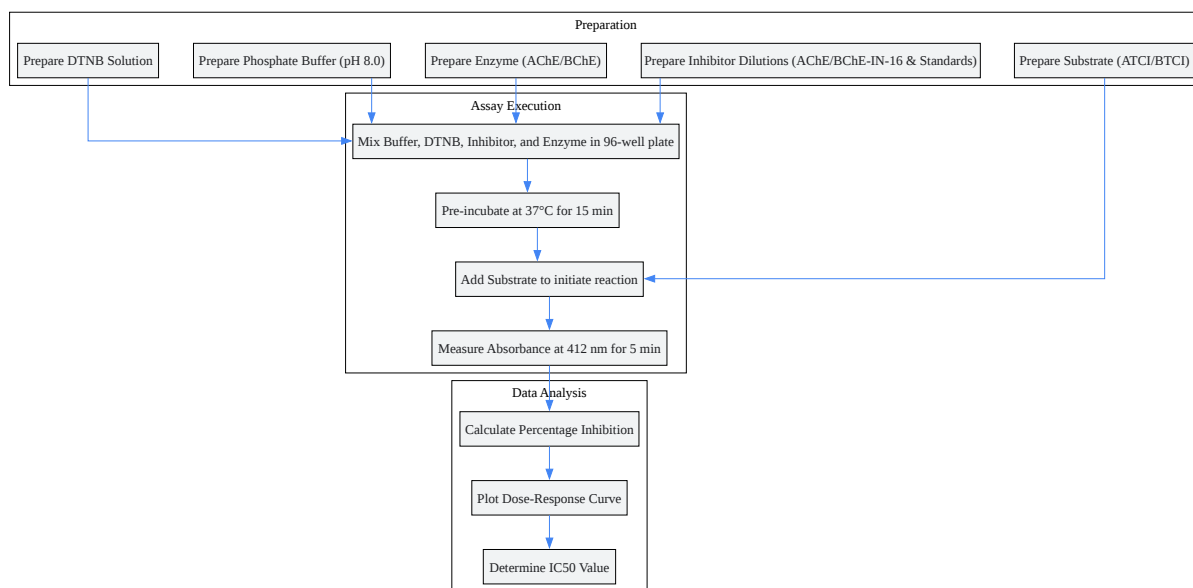 Preparation
Prepare DTNB Solution
Prepare Phosphate Buffer (pH 8.0)
Prepare Enzyme (AChE/BChE)
Prepare Inhibitor Dilutions (AChE/BChE-IN-16 & Standards)
Prepare Substrate (ATCI/BTCI)
Assay Execution
Mix Buffer, DTNB, Inhibitor, and Enzyme in 96-well plate
Pre-incubate at 37°C for 15 min
Add Substrate to initiate reaction
Measure Absorbance at 412 nm for 5 min
Data Analysis
Calculate Percentage Inhibition
Plot Dose-Response Curve
Determine IC50 Value